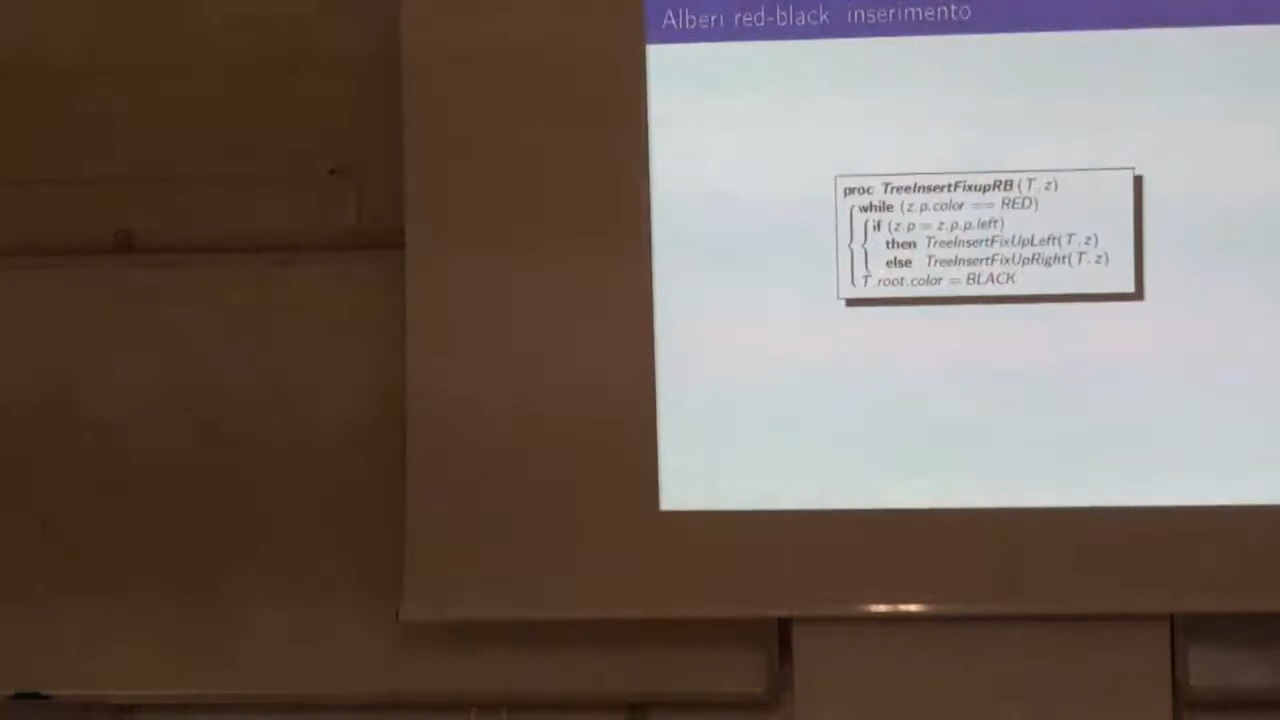 Alberi red-black inserimento
proc TreeInsertFixupRB (T, z)
while (z.p.color == RED)
if (z.p = z.p.p.left)
then TreeInsertFixUpLeft(T, z)
else TreeInsertFixUpRight(T, z)
T.root.color = BLACK